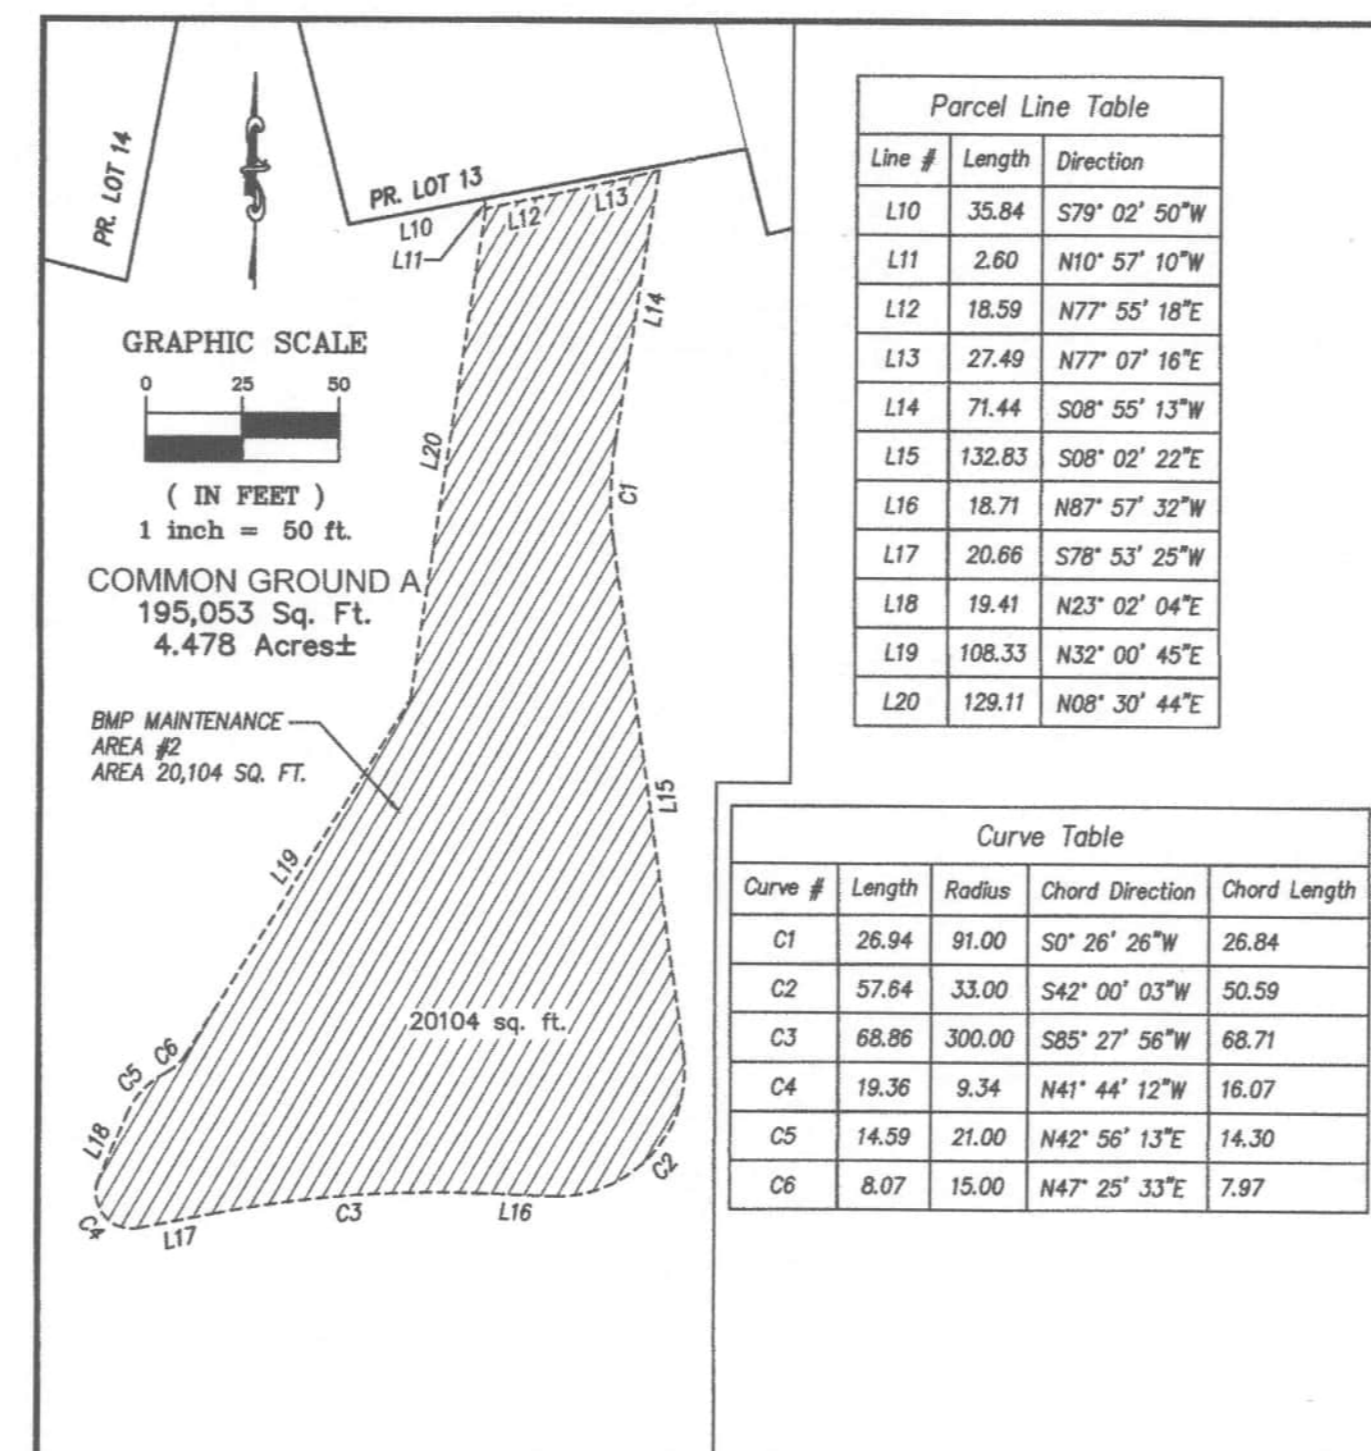 PR. LOT 14
PR. LOT 13
L10
L11
L12
L13
L14
GRAPHIC SCALE
0 25 50
( IN FEET )
1 inch = 50 ft.
L20
C1
COMMON GROUND A
195,053 Sq. Ft.
4.478 Acres±
BMP MAINTENANCE
AREA #2
AREA 20,104 SQ. FT.
L15
L19
20104 sq. ft.
C6
C5
L18
C4
L17
C3
L16
C2
Parcel Line Table
Line # Length Direction
L10 35.84 S79° 02' 50"W
L11 2.60 N10° 57' 10"W
L12 18.59 N77° 55' 18"E
L13 27.49 N77° 07' 16"E
L14 71.44 S08° 55' 13"W
L15 132.83 S08° 02' 22"E
L16 18.71 N87° 57' 32"W
L17 20.66 S78° 53' 25"W
L18 19.41 N23° 02' 04"E
L19 108.33 N32° 00' 45"E
L20 129.11 N08° 30' 44"E
Curve Table
Curve # Length Radius Chord Direction Chord Length
C1 26.94 91.00 S0° 26' 26"W 26.84
C2 57.64 33.00 S42° 00' 03"W 50.59
C3 68.86 300.00 S85° 27' 56"W 68.71
C4 19.36 9.34 N41° 44' 12"W 16.07
C5 14.59 21.00 N42° 56' 13"E 14.30
C6 8.07 15.00 N47° 25' 33"E 7.97